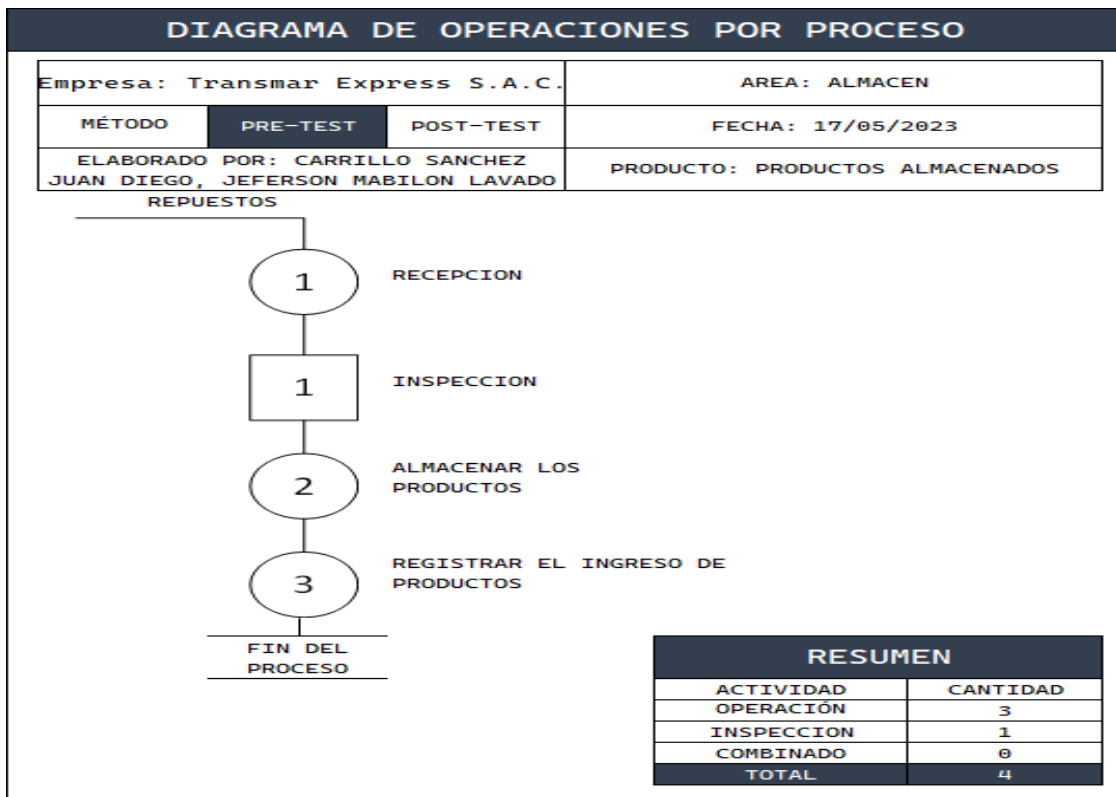 DIAGRAMA DE OPERACIONES POR PROCESO
Empresa: Transmar Express S.A.C.
AREA: ALMACEN
MÉTODO
PRE-TEST
POST-TEST
FECHA: 17/05/2023
ELABORADO POR: CARRILLO SANCHEZ
JUAN DIEGO, JEFERSON MABILON LAVADO
PRODUCTO: PRODUCTOS ALMACENADOS
REPUESTOS
1
RECEPCION
1
INSPECCION
2
ALMACENAR LOS
PRODUCTOS
3
REGISTRAR EL INGRESO DE
PRODUCTOS
FIN DEL
PROCESO
RESUMEN
ACTIVIDAD CANTIDAD
OPERACIÓN 3
INSPECCION 1
COMBINADO 0
TOTAL 4